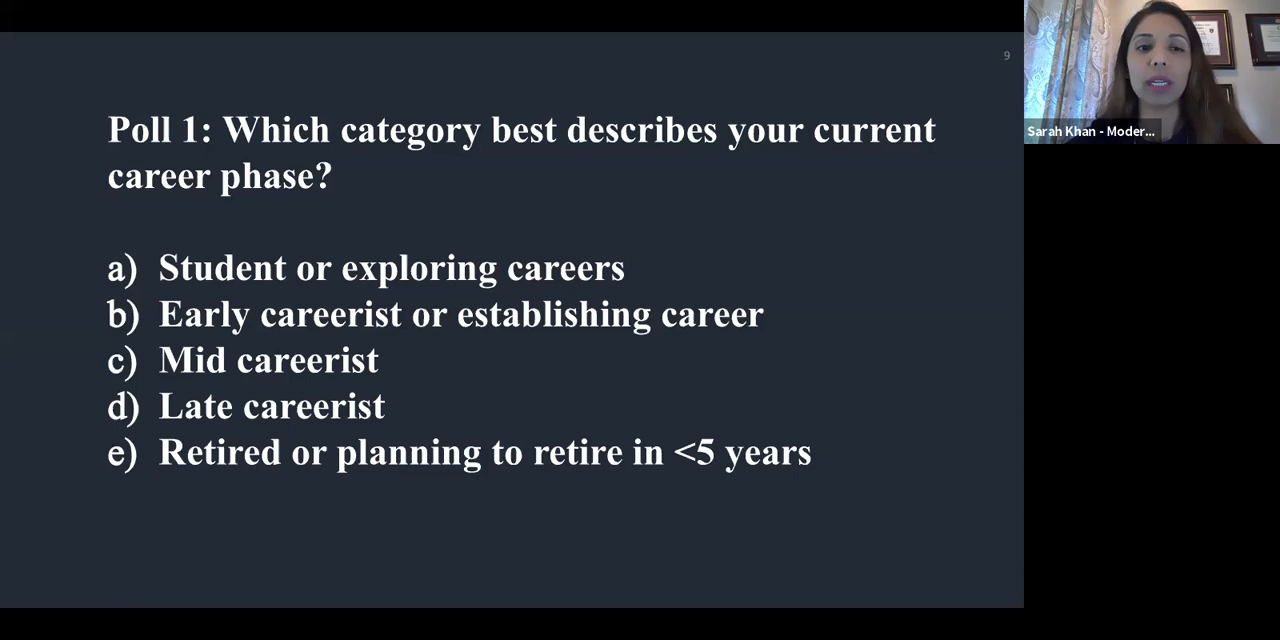 9
Poll 1: Which category best describes your current
career phase?
a) Student or exploring careers
b) Early careerist or establishing career
c) Mid careerist
d) Late careerist
e) Retired or planning to retire in <5 years
Sarah Khan - Moder...